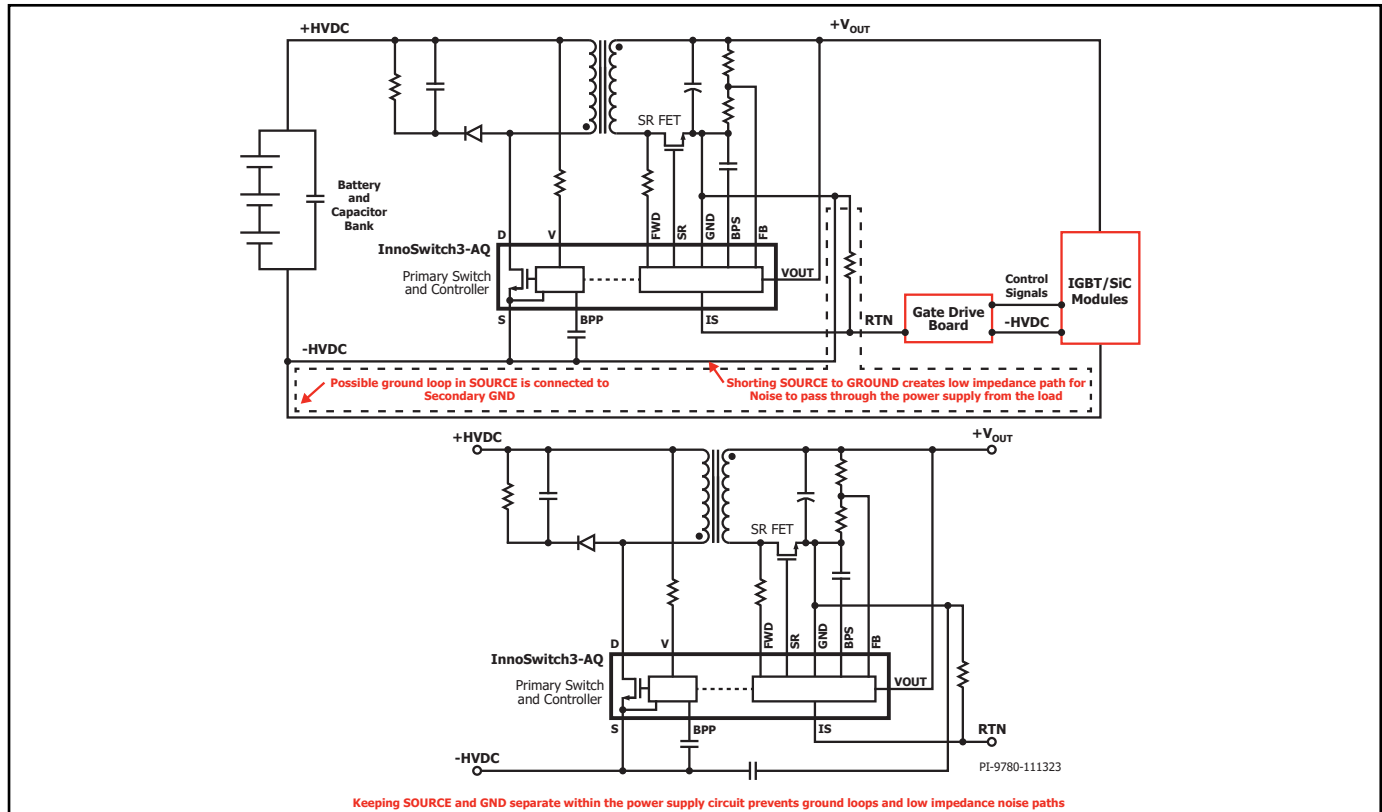 +HVDC
+VOUT
SR FET
Battery
and
Capacitor
Bank
D
V
FWD
SR
GND
BPS
FB
InnoSwitch3-AQ
Primary Switch
and Controller
VOUT
S
BPP
IS
RTN
Gate Drive
Board
Control
Signals
-HVDC
IGBT/SiC
Modules
-HVDC
Possible ground loop in SOURCE is connected to
Secondary GND
Shorting SOURCE to GROUND creates low impedance path for
Noise to pass through the power supply from the load
+HVDC
+VOUT
SR FET
D
V
FWD
SR
GND
BPS
FB
InnoSwitch3-AQ
Primary Switch
and Controller
VOUT
S
BPP
IS
RTN
-HVDC
PI-9780-111323
Keeping SOURCE and GND separate within the power supply circuit prevents ground loops and low impedance noise paths